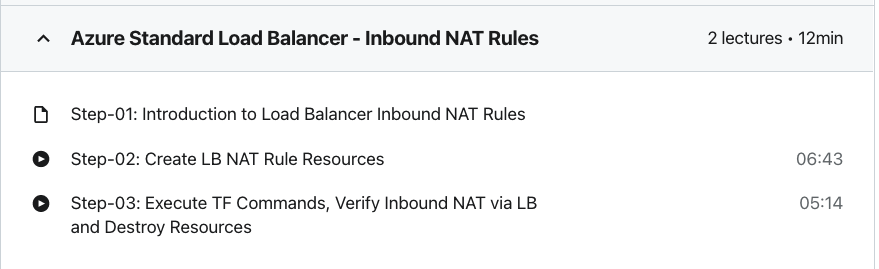 Azure Standard Load Balancer - Inbound NAT Rules
2 lectures • 12min
Step-01: Introduction to Load Balancer Inbound NAT Rules
Step-02: Create LB NAT Rule Resources
06:43
Step-03: Execute TF Commands, Verify Inbound NAT via LB
05:14
and Destroy Resources